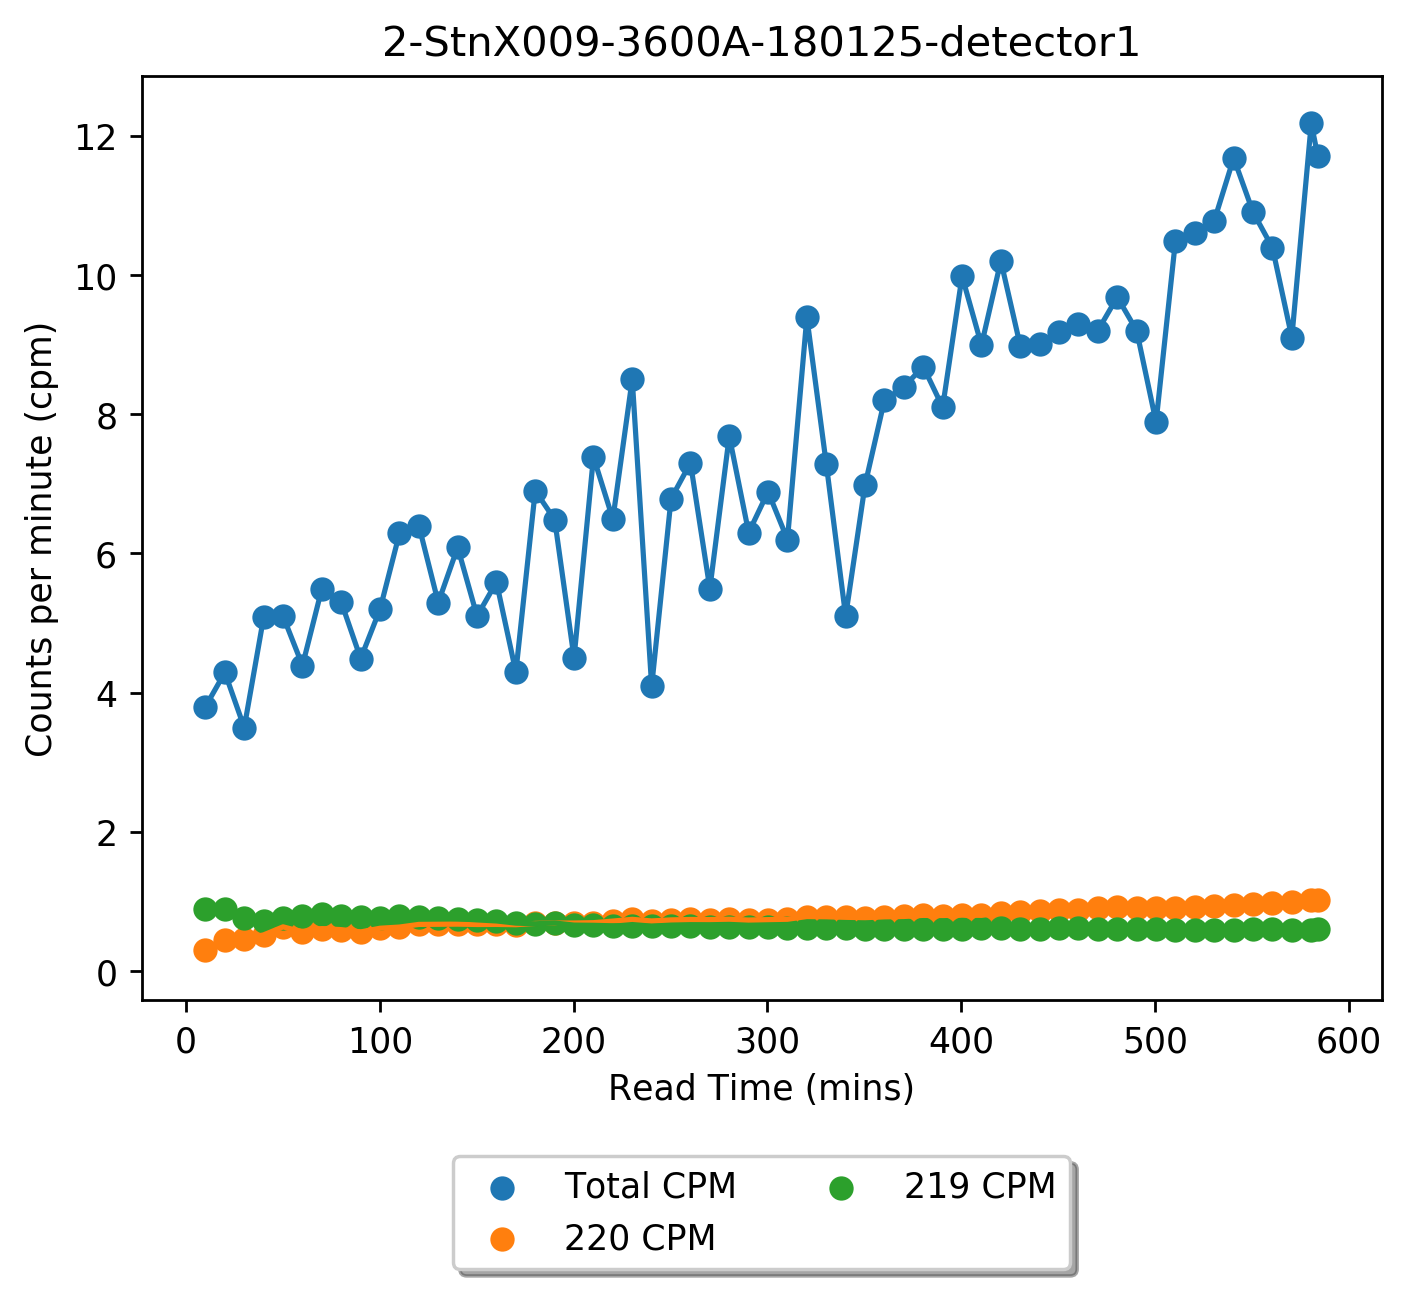 2-StnX009-3600A-180125-detector1
Counts per minute (cpm)
12
10
8
6
4
2
0
0 100 200 300 400 500 600
Read Time (mins)
Total CPM 219 CPM
220 CPM